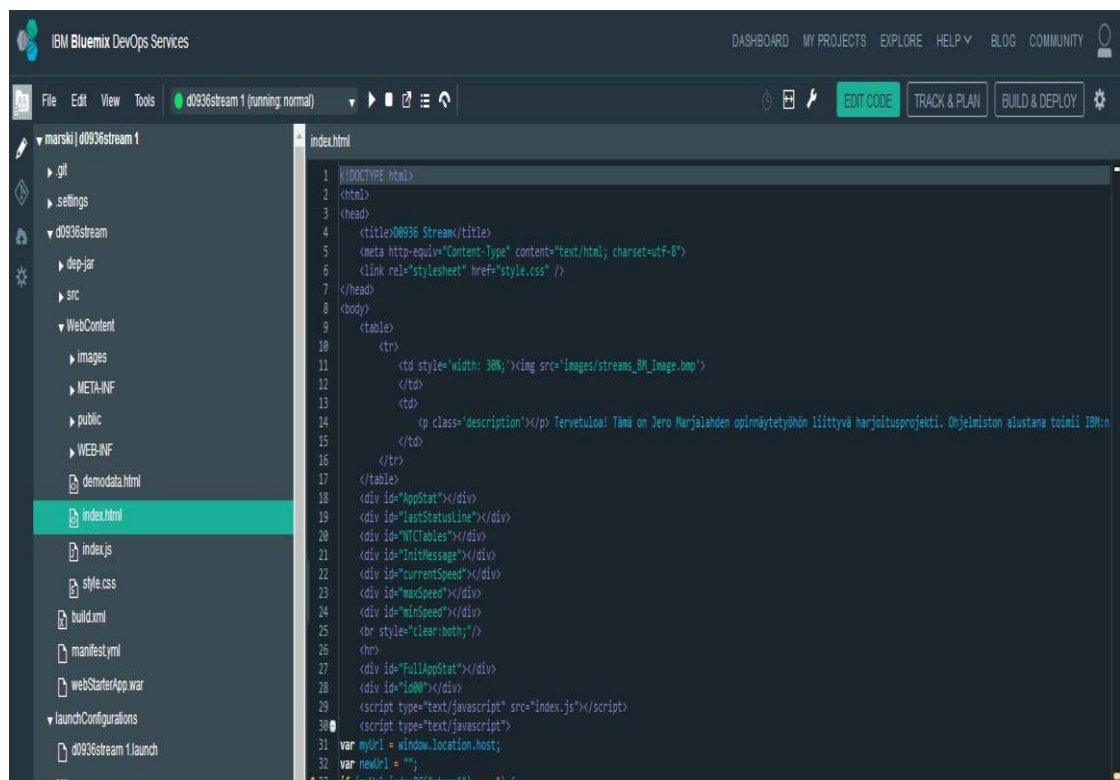 IBM Bluemix DevOps Services
DASHBOARD MY PROJECTS EXPLORE HELP BLOG COMMUNITY
File Edit View Tools d0936stream 1 (running: normal) EDIT CODE TRACK & PLAN BUILD & DEPLOY
marski | d0936stream 1
.git
.settings
d0936stream
dep-jar
src
WebContent
images
META-INF
public
WEB-INF
demodata.html
index.html
index.js
style.css
build.xml
manifest.yml
webStarterApp.war
launchConfigurations
d0936stream 1.launch
index.html
1 <!DOCTYPE html>
2 <html>
3 <head>
4 <title>D0936 Stream</title>
5 <meta http-equiv="Content-Type" content="text/html; charset=utf-8">
6 <link rel="stylesheet" href="style.css" />
7 </head>
8 <body>
9 <table>
10 <tr>
11 <td style='width: 30%;'><img src='images/streams_BM_Image.bmp'>
12 </td>
13 <td>
14 <p class='description'></p> Tervetuloa! Tämä on Jero Marjalahden opinnäytetyöhön liittyvä harjoitusprojekti. Ohjelmiston alustana toimii IBM:n
15 </td>
16 </tr>
17 </table>
18 <div id="AppStat"></div>
19 <div id="lastStatusLine"></div>
20 <div id="NTCTables"></div>
21 <div id="InitMessage"></div>
22 <div id="currentSpeed"></div>
23 <div id="maxSpeed"></div>
24 <div id="minSpeed"></div>
25 <br style="clear:both;"/>
26 <hr>
27 <div id="FullAppStat"></div>
28 <div id="id00"></div>
29 <script type="text/javascript" src="index.js"></script>
30 <script type="text/javascript">
31 var myUrl = window.location.host;
32 var newUrl = "";